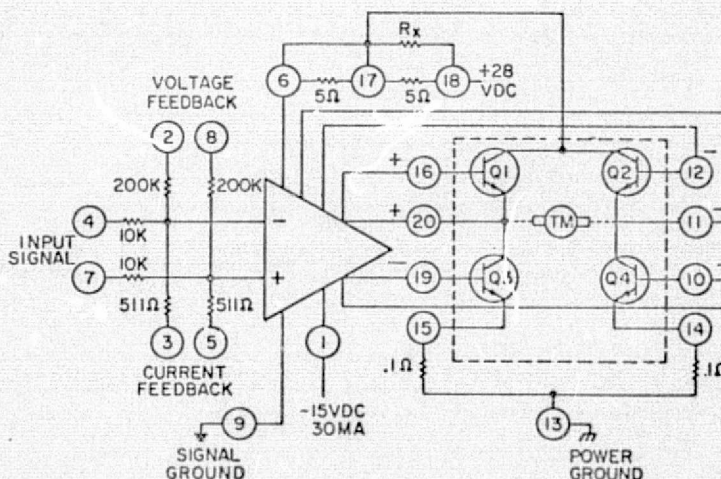 Rx
6
17
18
+28
VDC
5Ω
5Ω
VOLTAGE
FEEDBACK
2
8
200K
200K
4
10K
INPUT
SIGNAL
7
10K
511Ω
511Ω
3
5
CURRENT
FEEDBACK
−
+
9
SIGNAL
GROUND
1
-15VDC
30MA
+
16
Q1
Q2
−
12
+
20
TM
11
−
−
19
Q3
Q4
10
−
15
14
.1Ω
.1Ω
13
POWER
GROUND